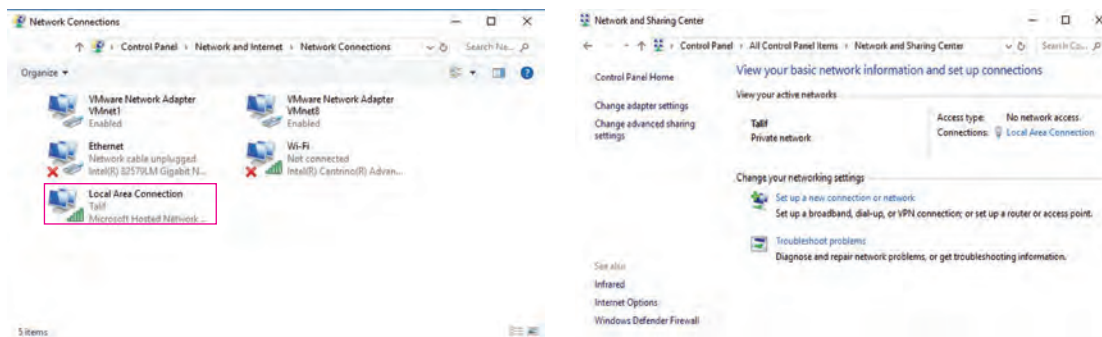 Network Connections
Control Panel › Network and Internet › Network Connections
Search Ne...
Organize
VMware Network Adapter
VMnet1
Enabled
VMware Network Adapter
VMnet8
Enabled
Ethernet
Network cable unplugged
Intel(R) 82579LM Gigabit N...
Wi-Fi
Not connected
Intel(R) Centrino(R) Advan...
Local Area Connection
Talif
Microsoft Hosted Network ...
5 items
Network and Sharing Center
Control Panel › All Control Panel Items › Network and Sharing Center
Search Co...
Control Panel Home
Change adapter settings
Change advanced sharing
settings
See also
Infrared
Internet Options
Windows Defender Firewall
View your basic network information and set up connections
View your active networks
Talif
Private network
Access type: No network access
Connections: Local Area Connection
Change your networking settings
Set up a new connection or network
Set up a broadband, dial-up, or VPN connection; or set up a router or access point.
Troubleshoot problems
Diagnose and repair network problems, or get troubleshooting information.